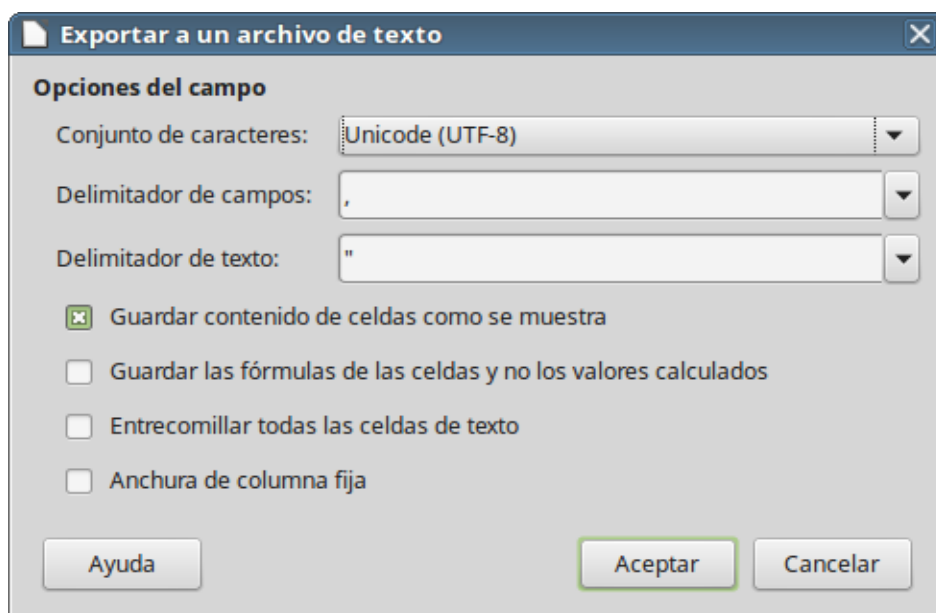 Exportar a un archivo de texto
Opciones del campo
Conjunto de caracteres: Unicode (UTF-8)
Delimitador de campos: ,
Delimitador de texto: "
Guardar contenido de celdas como se muestra
Guardar las fórmulas de las celdas y no los valores calculados
Entrecomillar todas las celdas de texto
Anchura de columna fija
Ayuda Aceptar Cancelar